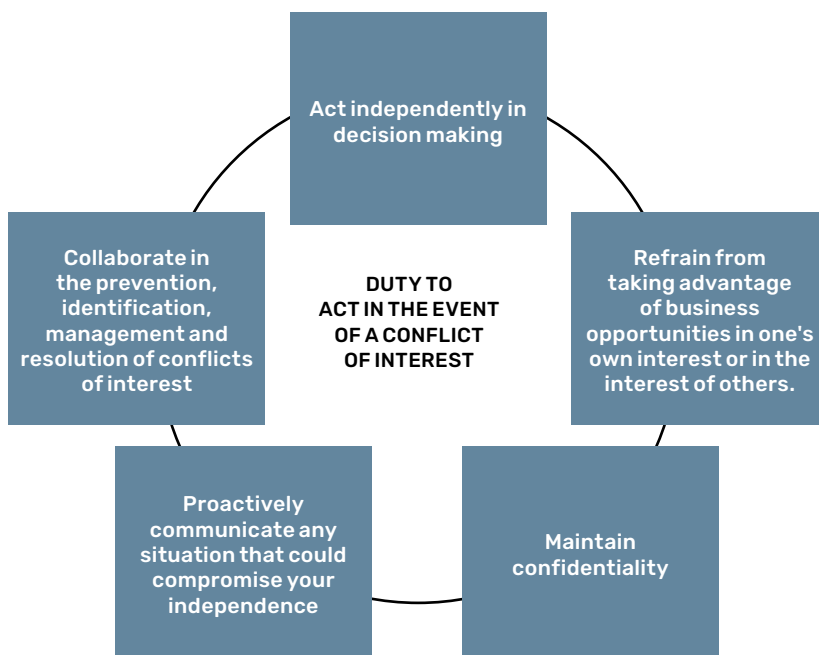 Act independently in
decision making
Collaborate in
the prevention,
identification,
management and
resolution of conflicts
of interest
DUTY TO
ACT IN THE EVENT
OF A CONFLICT
OF INTEREST
Refrain from
taking advantage
of business
opportunities in one's
own interest or in the
interest of others.
Proactively
communicate any
situation that could
compromise your
independence
Maintain
confidentiality